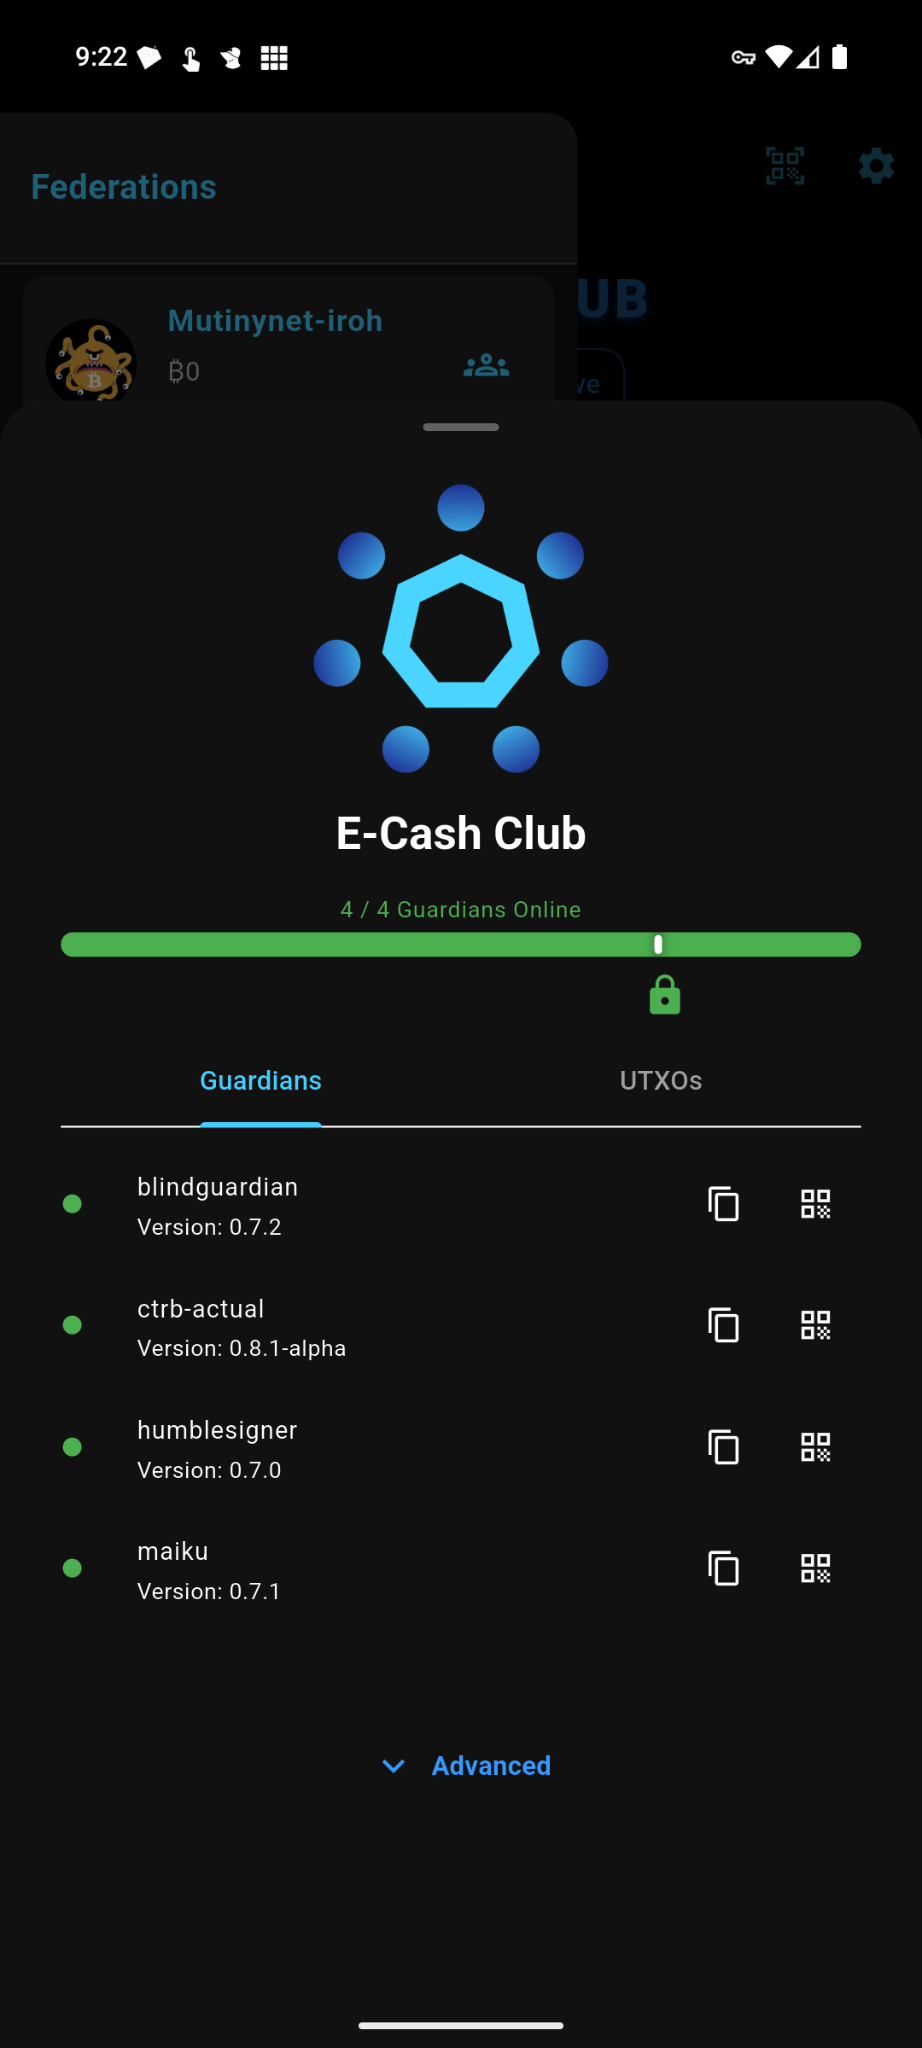 9:22
Federations
UB
Mutinynet-iroh
₿0
ve
E-Cash Club
4 / 4 Guardians Online
Guardians
UTXOs
blindguardian
Version: 0.7.2
ctrb-actual
Version: 0.8.1-alpha
humblesigner
Version: 0.7.0
maiku
Version: 0.7.1
Advanced